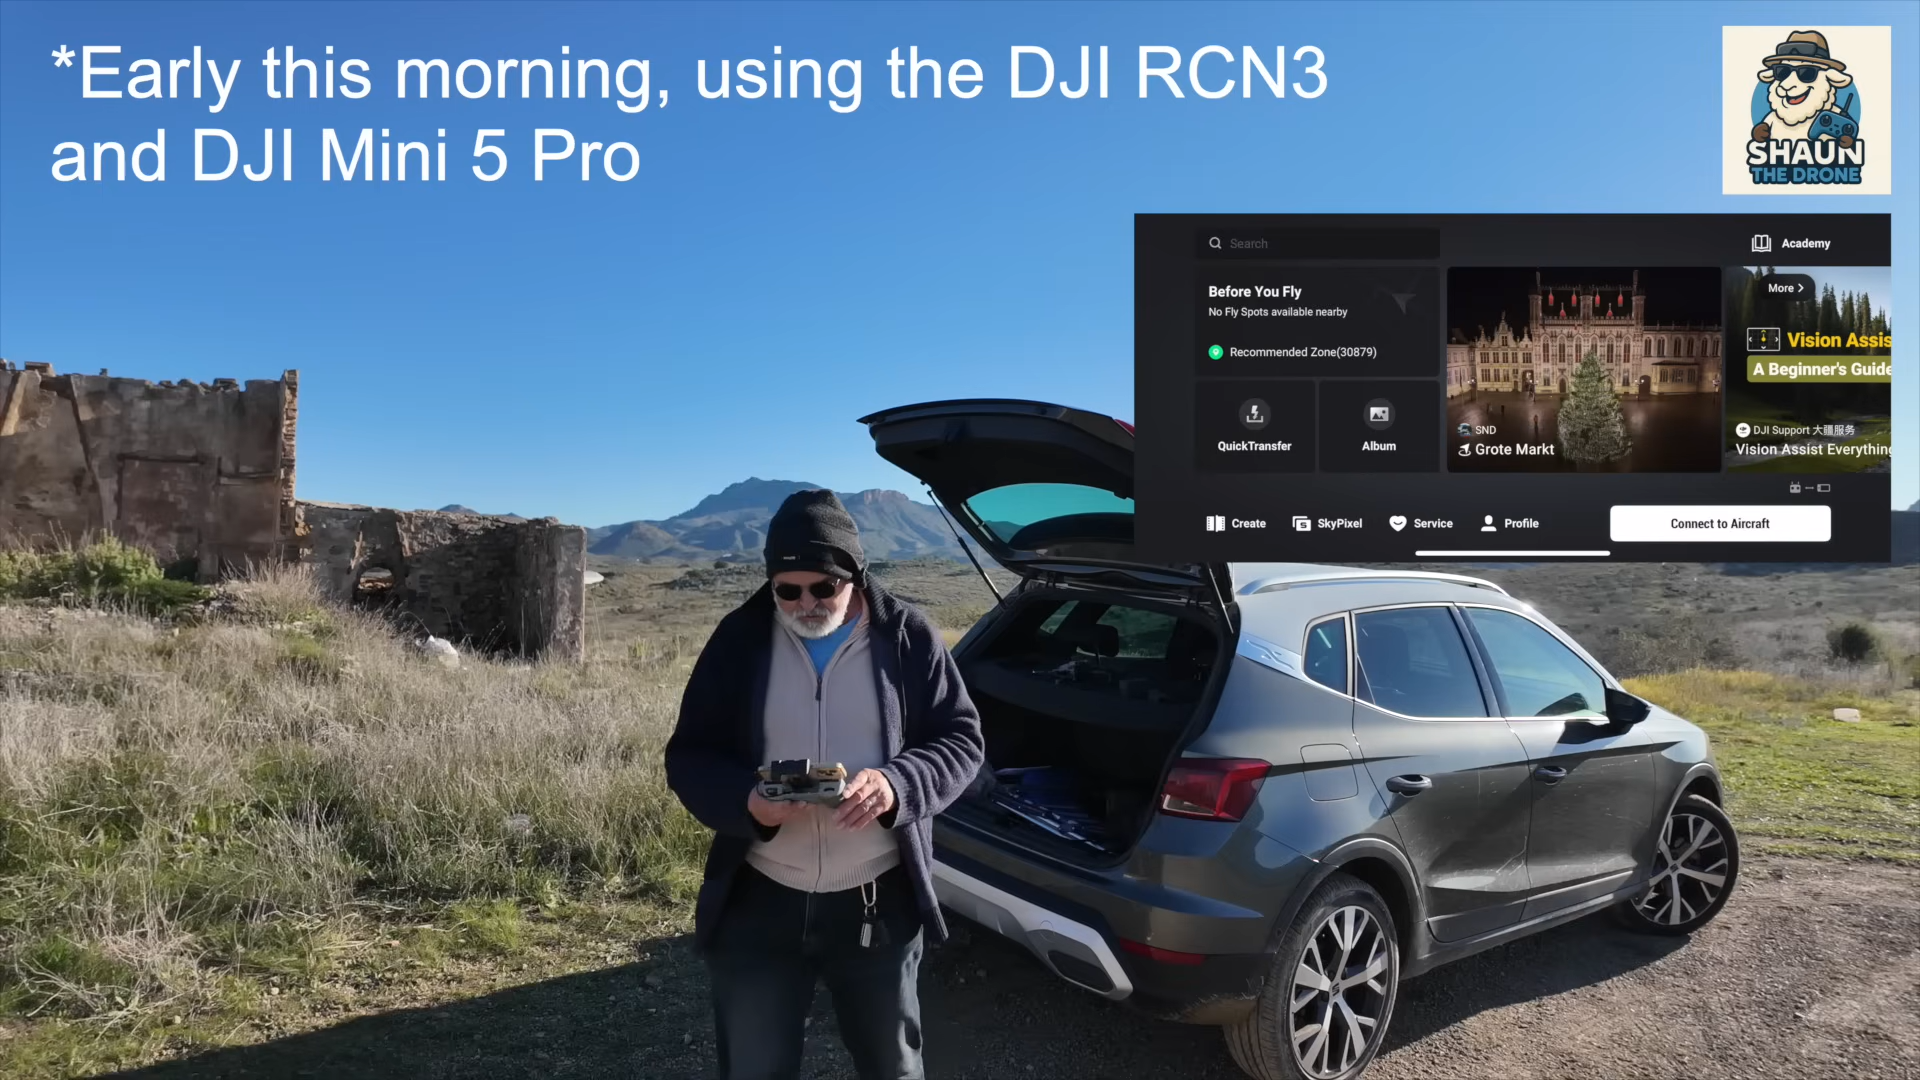 *Early this morning, using the DJI RCN3
and DJI Mini 5 Pro
SHAUN
THE DRONE
Search
Academy
Before You Fly
No Fly Spots available nearby
Recommended Zone(30879)
QuickTransfer
Album
SND
Grote Markt
More >
Vision Assis
A Beginner's Guide
DJI Support 大疆服务
Vision Assist Everything
Create
SkyPixel
Service
Profile
Connect to Aircraft